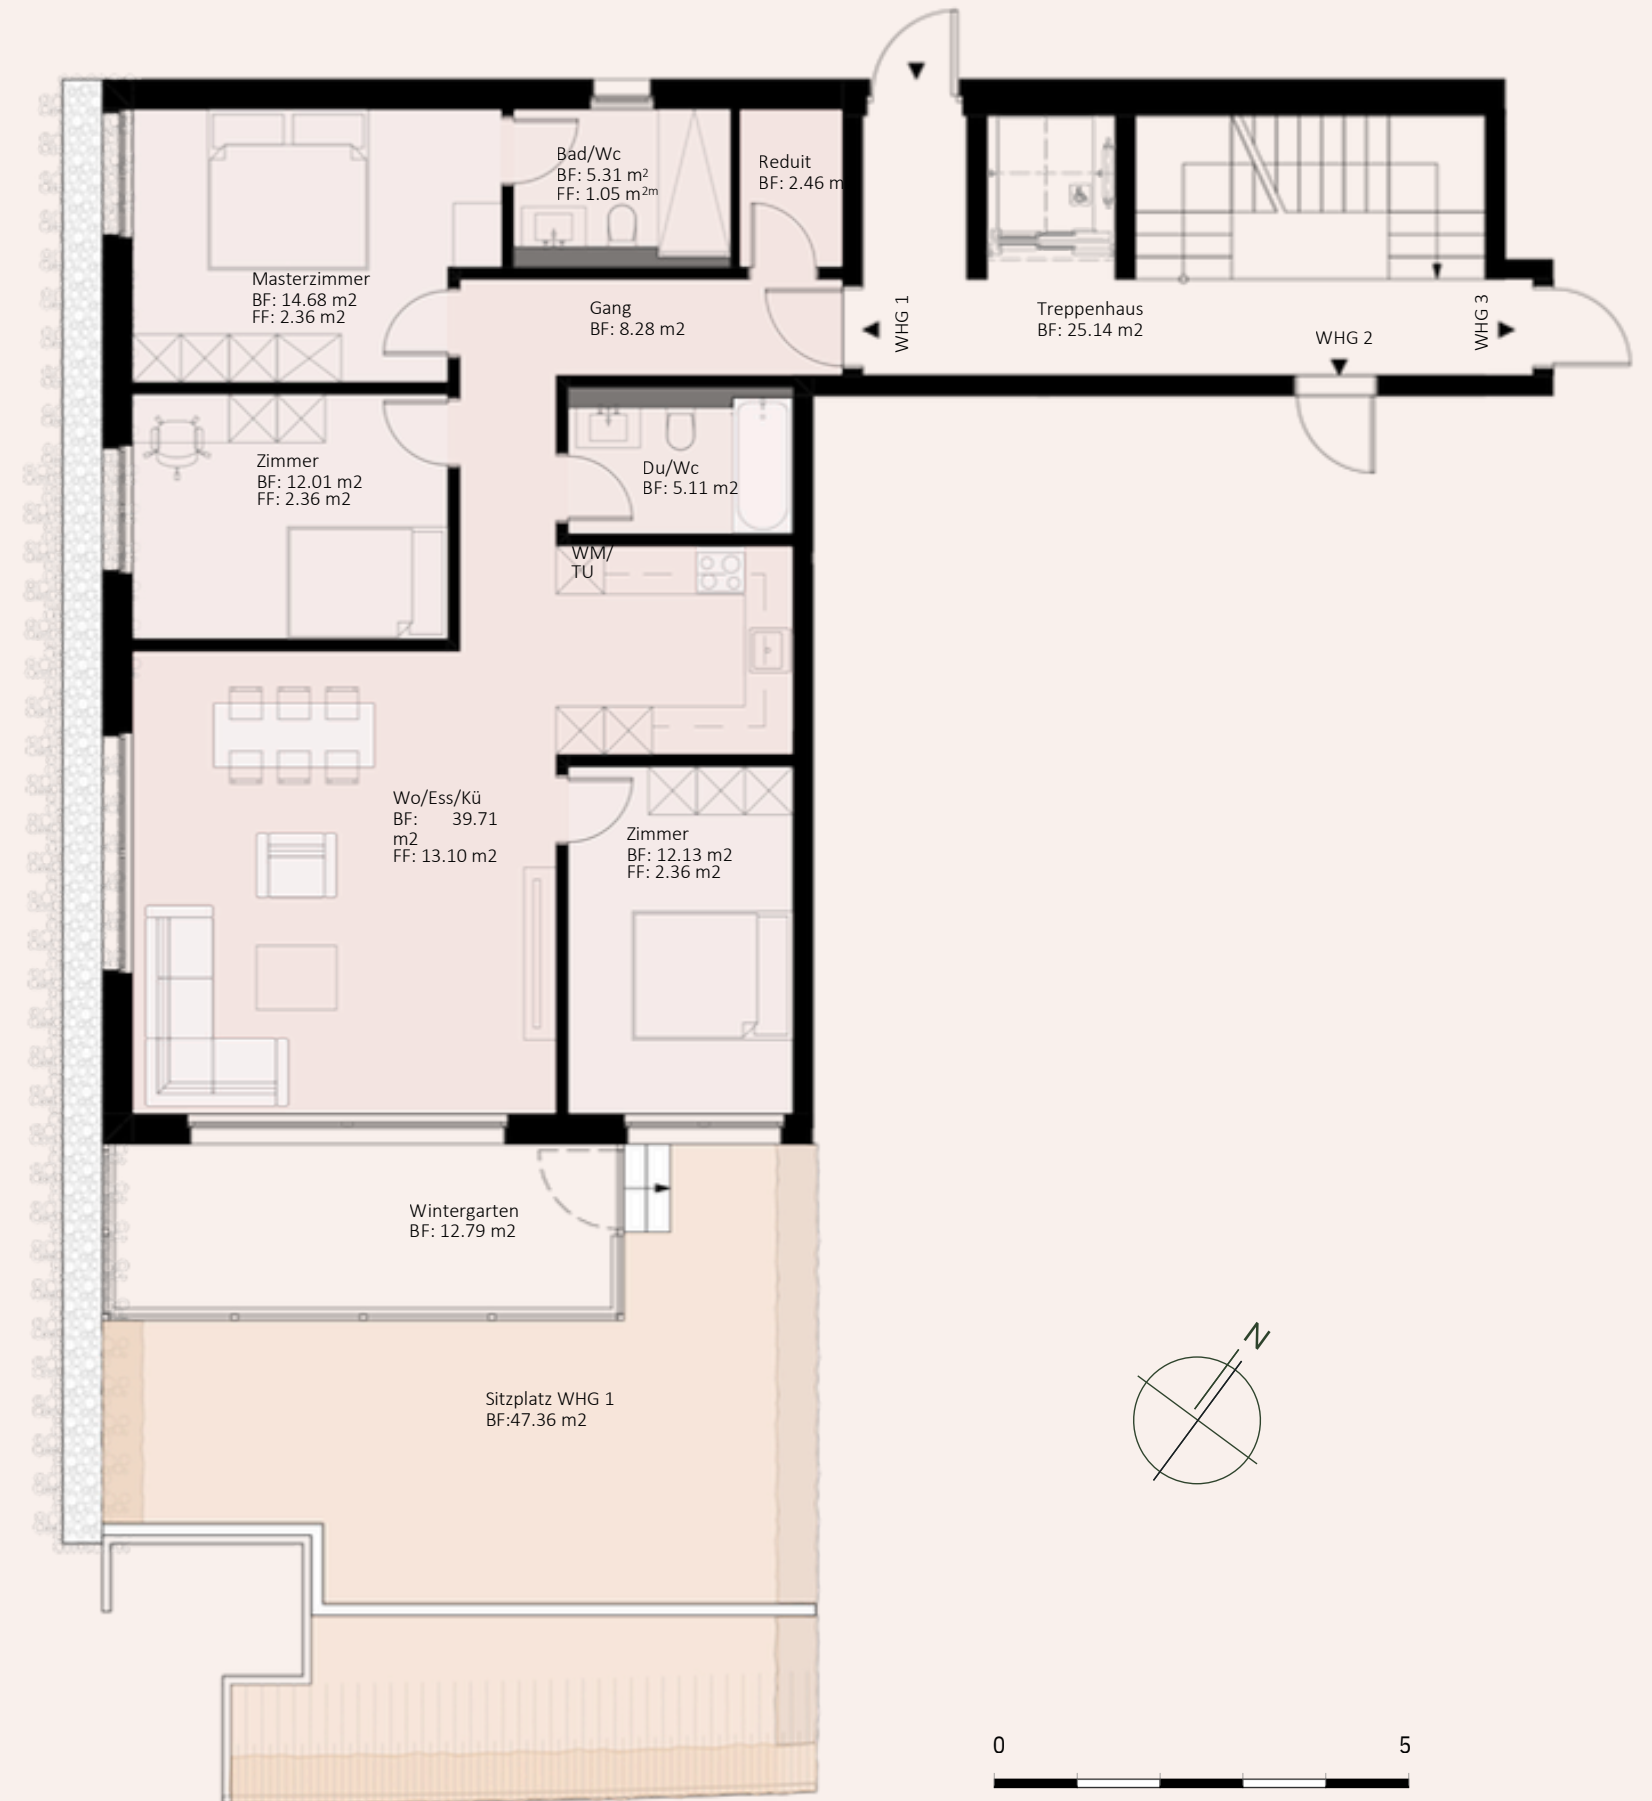 Bad/Wc
BF: 5.31 m²
FF: 1.05 m²m
Reduit
BF: 2.46 m
Masterzimmer
BF: 14.68 m2
FF: 2.36 m2
Gang
BF: 8.28 m2
WHG 1
Treppenhaus
BF: 25.14 m2
WHG 2
WHG 3
Zimmer
BF: 12.01 m2
FF: 2.36 m2
Du/Wc
BF: 5.11 m2
WM/
TU
Wo/Ess/Kü
BF: 39.71
m2
FF: 13.10 m2
Zimmer
BF: 12.13 m2
FF: 2.36 m2
Wintergarten
BF: 12.79 m2
Sitzplatz WHG 1
BF:47.36 m2
N
0 5